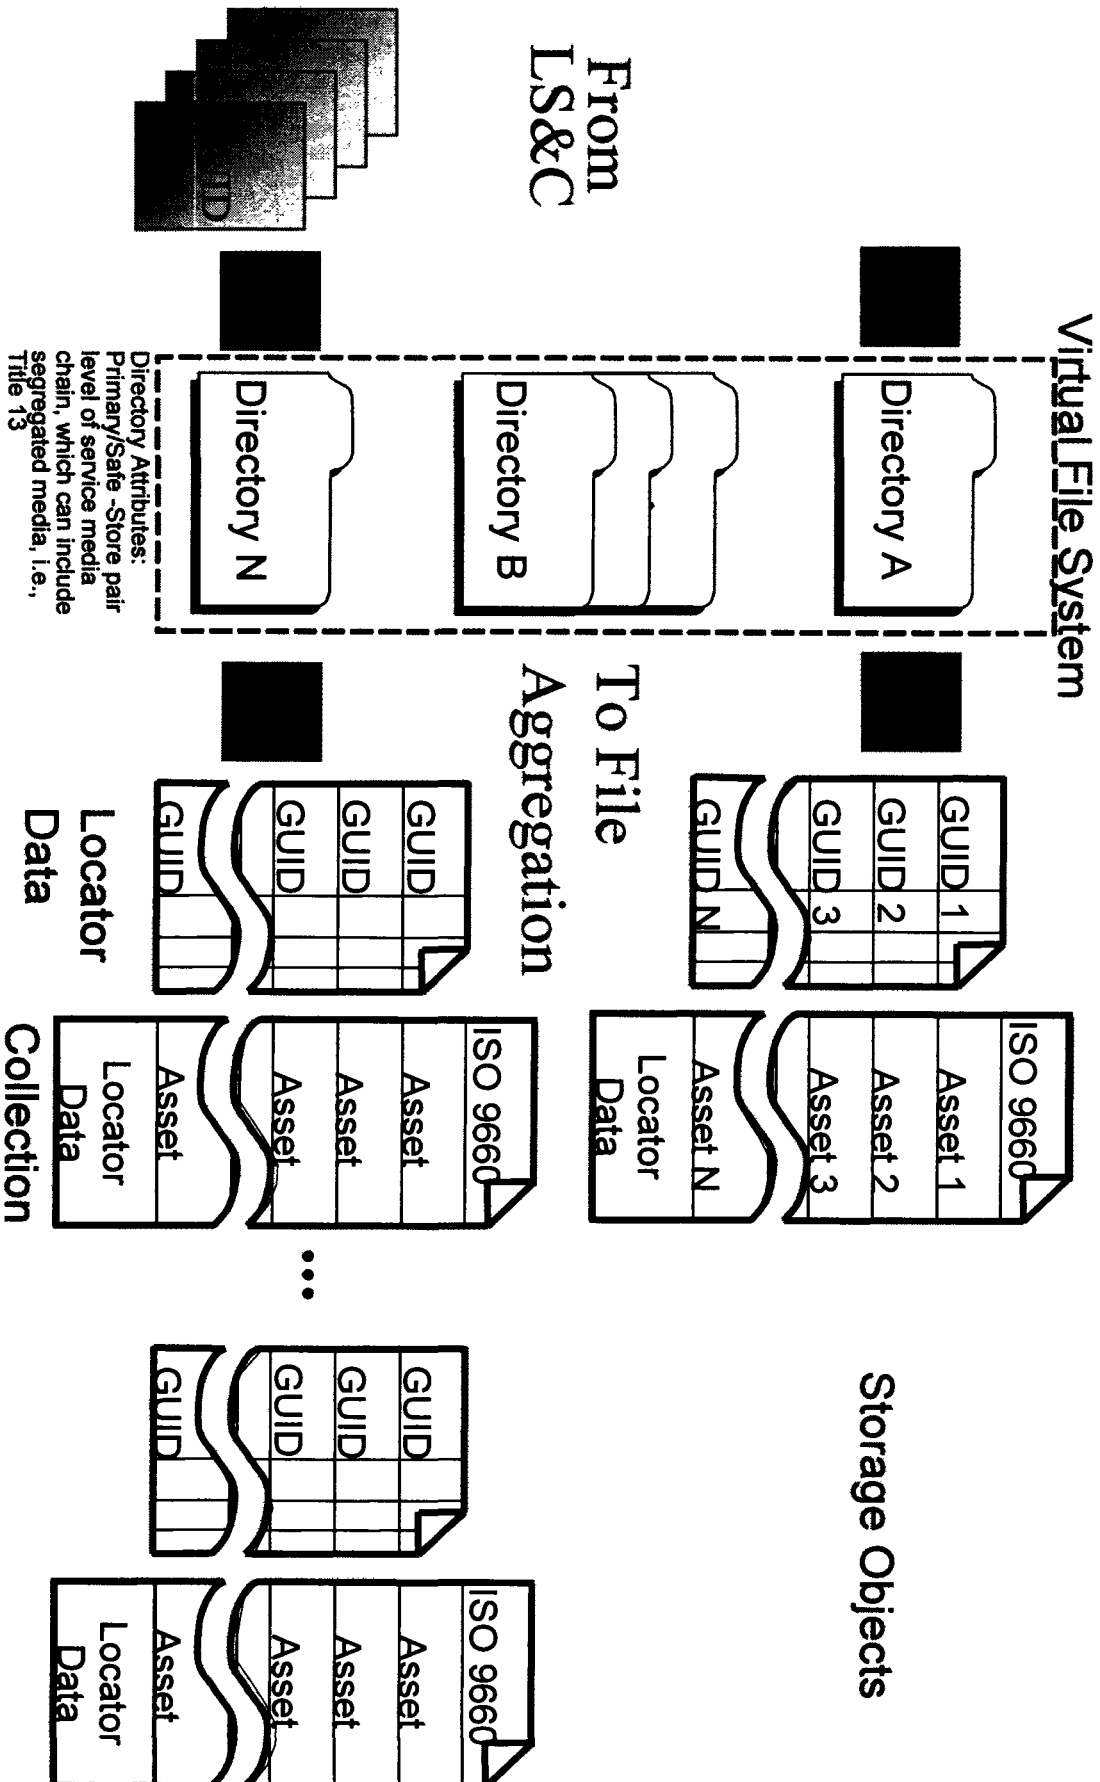 Virtual File System
From
LS&C
UID
Directory A
Directory B
Directory N
Directory Attributes:
Primary/Safe -Store pair
level of service media
chain, which can include
segregated media, i.e.,
Title 13
To File
Aggregation
GUID 1
GUID 2
GUID 3
GUID N
ISO 9660
Asset 1
Asset 2
Asset 3
Asset N
Locator
Data
Storage Objects
GUID
GUID
GUID
GUID
Locator
Data
ISO 9660
Asset
Asset
Asset
Asset
Locator
Data
Collection
...
GUID
GUID
GUID
GUID
ISO 9660
Asset
Asset
Asset
Asset
Locator
Data